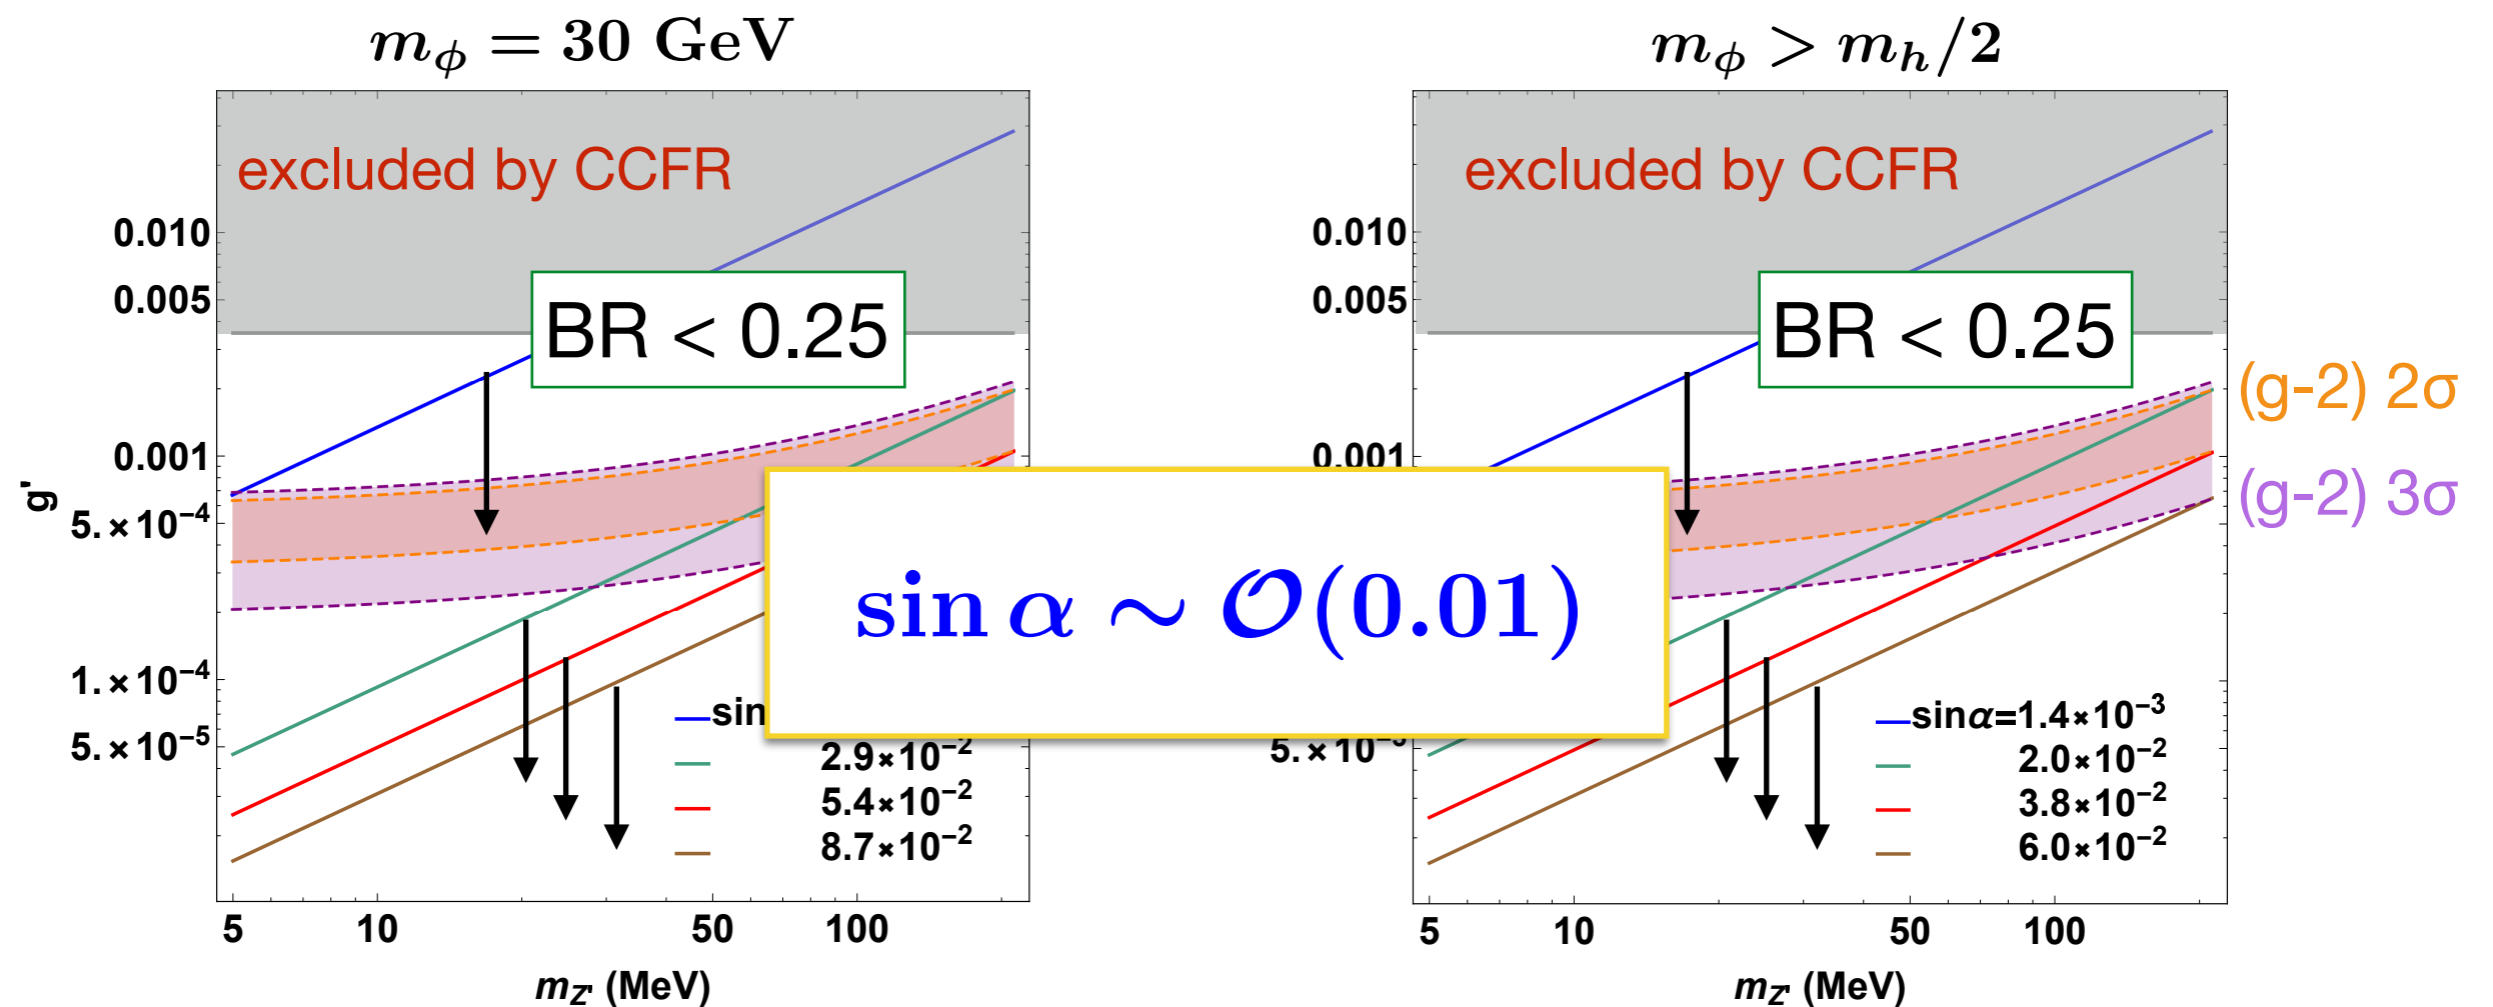 m_ϕ = 30 GeV
excluded by CCFR
BR < 0.25
0.010
0.005
0.001
5.×10⁻⁴
1.×10⁻⁴
5.×10⁻⁵
g'
5 10 50 100
m_Z' (MeV)
sin
2.9×10⁻²
5.4×10⁻²
8.7×10⁻²
sin α ~ 𝒪(0.01)
m_ϕ > m_h/2
excluded by CCFR
BR < 0.25
0.010
0.005
0.001
5 10 50 100
m_Z' (MeV)
sinα=1.4×10⁻³
2.0×10⁻²
3.8×10⁻²
6.0×10⁻²
(g-2) 2σ
(g-2) 3σ